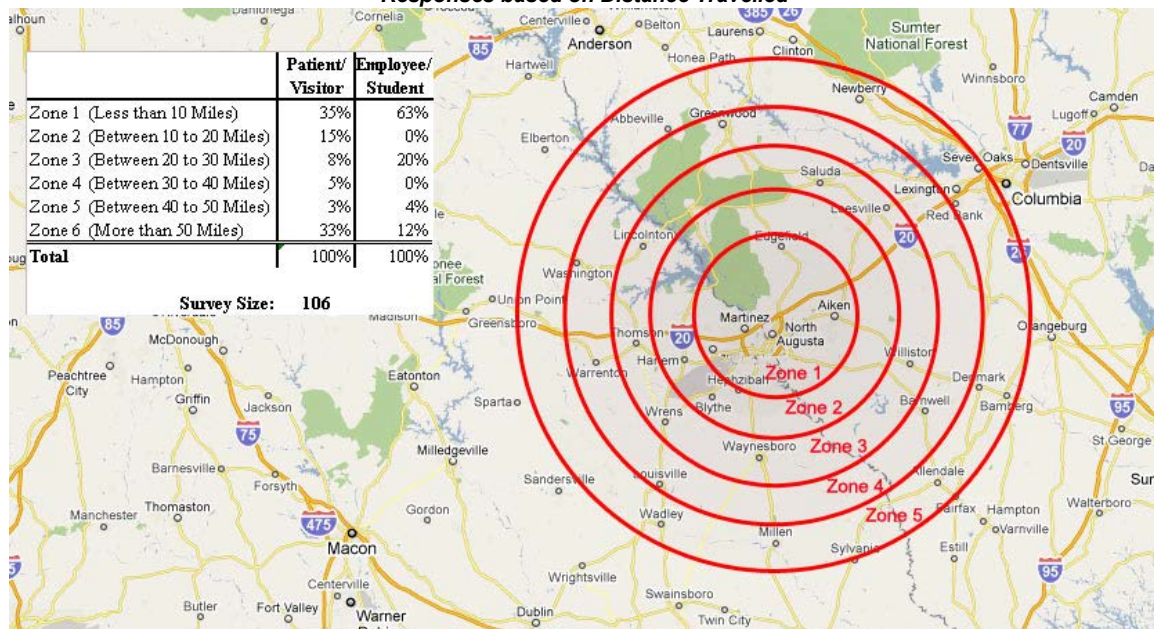 Responses based on Distance Travelled
Patient/ Employee/
Visitor Student
Zone 1 (Less than 10 Miles) 35% 63%
Zone 2 (Between 10 to 20 Miles) 15% 0%
Zone 3 (Between 20 to 30 Miles) 8% 20%
Zone 4 (Between 30 to 40 Miles) 5% 0%
Zone 5 (Between 40 to 50 Miles) 3% 4%
Zone 6 (More than 50 Miles) 33% 12%
Total 100% 100%
Survey Size: 106
Cornelia
Centerville
Belton
Laurens
385
26
Sumter
National Forest
85
Anderson
Clinton
Hartwell
Honea Path
Winnsboro
Newberry
Camden
Lugoff
Abbeville
Greenwood
77
20
Elberton
Seven Oaks
Dentsville
Saluda
Lexington
Columbia
Leesville
Red Bank
20
26
Lincolnton
Edgefield
Washington
Union Point
Aiken
Martinez
North
Augusta
Orangeburg
85
Madison
Greensboro
Thomson
20
McDonough
Harlem
Williston
Warrenton
Zone 1
Hephzibah
Denmark
Peachtree
City
Hampton
Eatonton
Griffin
Jackson
Sparta
Wrens
Blythe
Zone 2
Barnwell
Bamberg
95
75
Waynesboro
Zone 3
St George
Milledgeville
Barnesville
Sandersville
Louisville
Zone 4
Allendale
Forsyth
Manchester
Thomaston
Gordon
Wadley
Zone 5
Fairfax
Hampton
Walterboro
Varnville
475
Macon
Millen
Sylvania
Estill
95
Wrightsville
Centerville
Swainsboro
Butler
Fort Valley
Warner
Dublin
Twin City